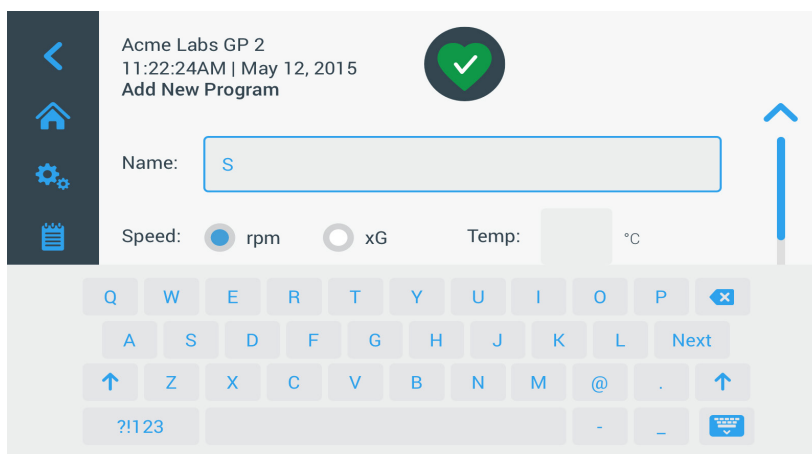 Acme Labs GP 2
11:22:24AM | May 12, 2015
Add New Program
Name: S
Speed: rpm xG Temp: °C
Q W E R T Y U I O P
A S D F G H J K L Next
Z X C V B N M @ .
?!123 - _